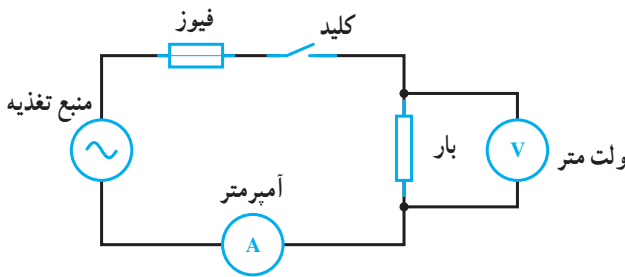 فیوز
کلید
منبع تغذیه
بار
V
ولت متر
آمپرمتر
A